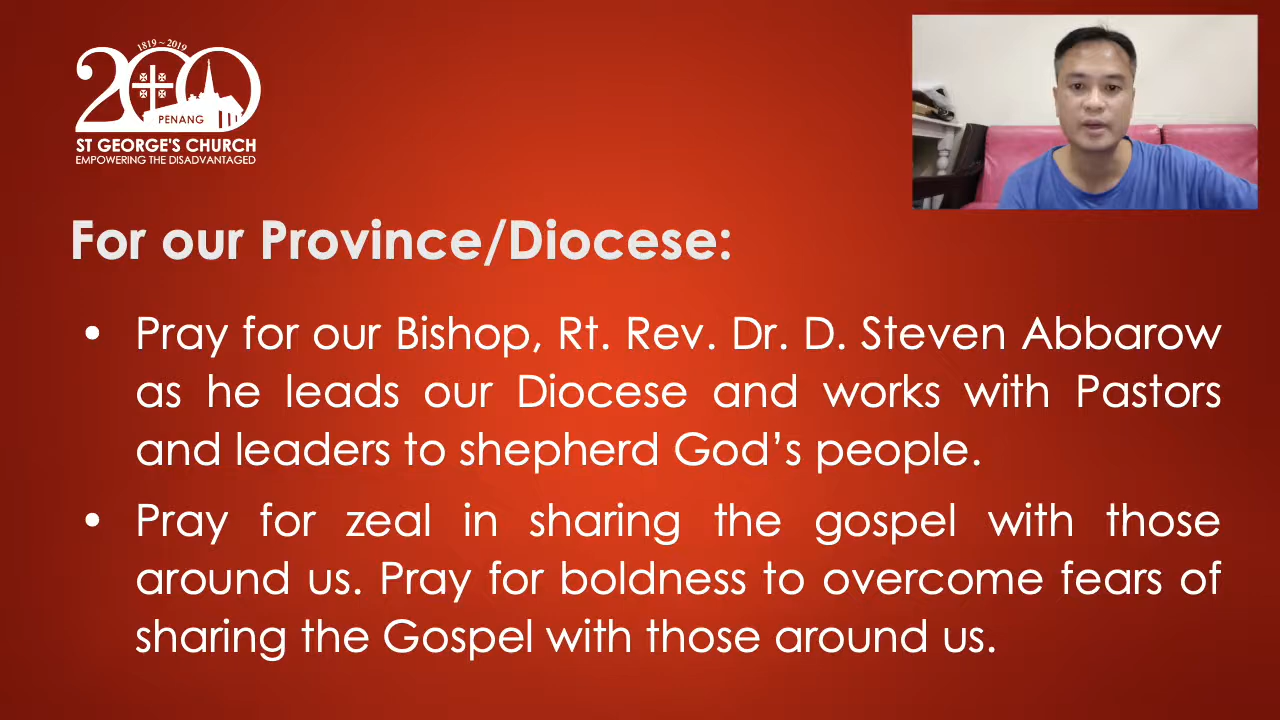 1819 ~ 2019
200
PENANG
ST GEORGE'S CHURCH
EMPOWERING THE DISADVANTAGED
For our Province/Diocese:
• Pray for our Bishop, Rt. Rev. Dr. D. Steven Abbarow
as he leads our Diocese and works with Pastors
and leaders to shepherd God’s people.
• Pray for zeal in sharing the gospel with those
around us. Pray for boldness to overcome fears of
sharing the Gospel with those around us.